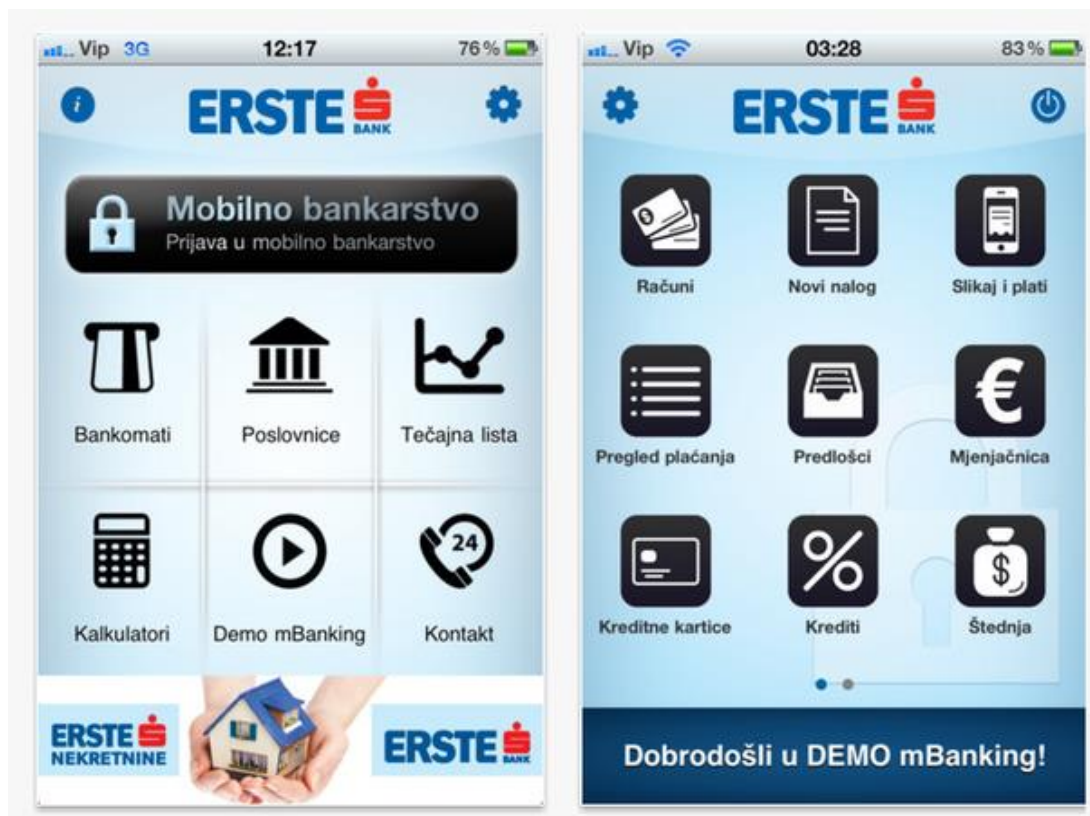 Vip 3G 12:17 76%
i ERSTE BANK
Mobilno bankarstvo
Prijava u mobilno bankarstvo
Bankomati Poslovnice Tečajna lista
24
Kalkulatori Demo mBanking Kontakt
ERSTE NEKRETNINE
ERSTE BANK
Vip 03:28 83%
ERSTE BANK
$
Računi Novi nalog Slikaj i plati
€
Pregled plaćanja Predlošci Mjenjačnica
% $
Kreditne kartice Krediti Štednja
Dobrodošli u DEMO mBanking!